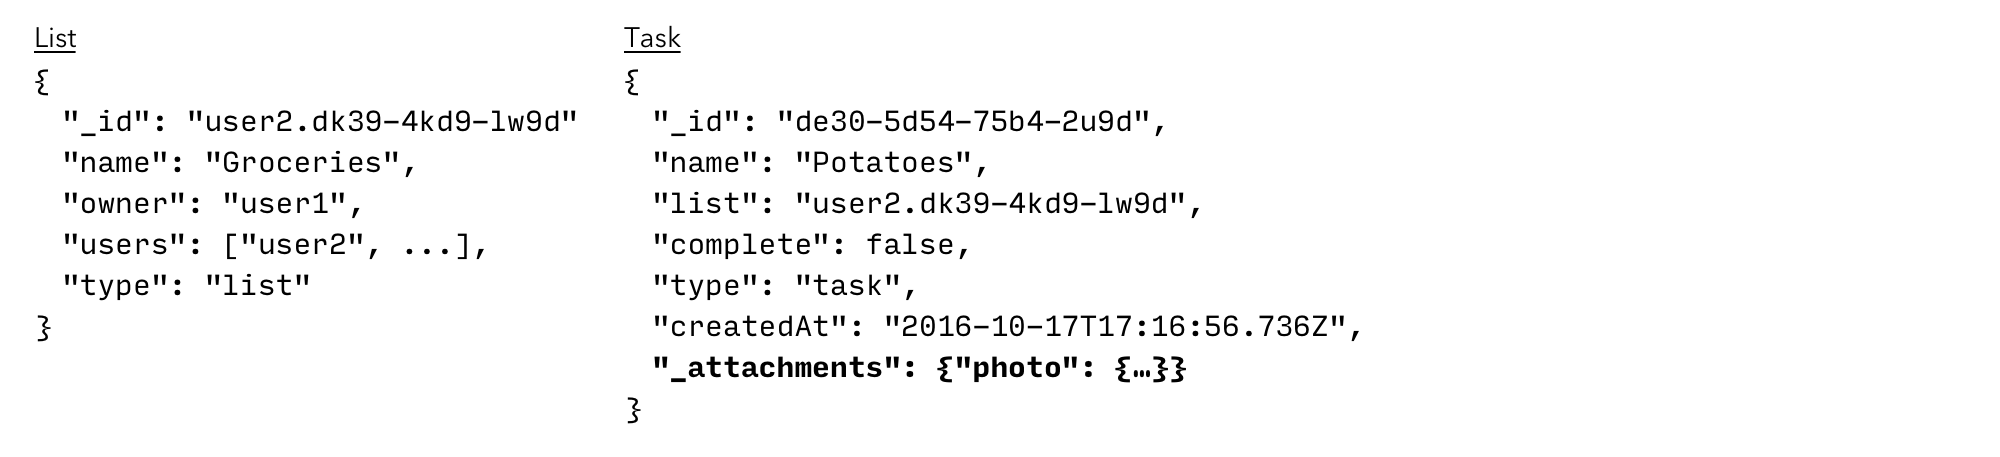 List
{
  "_id": "user2.dk39-4kd9-lw9d"
  "name": "Groceries",
  "owner": "user1",
  "users": ["user2", ...],
  "type": "list"
}
Task
{
  "_id": "de30-5d54-75b4-2u9d",
  "name": "Potatoes",
  "list": "user2.dk39-4kd9-lw9d",
  "complete": false,
  "type": "task",
  "createdAt": "2016-10-17T17:16:56.736Z",
  "_attachments": {"photo": {…}}
}